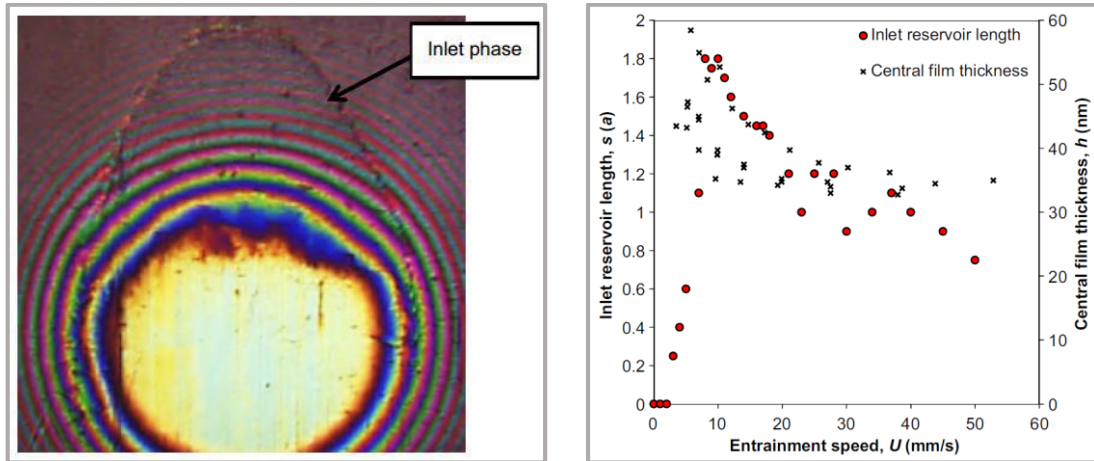 Inlet phase
Inlet reservoir length
Central film thickness
Inlet reservoir length, s (a)
2
1.8
1.6
1.4
1.2
1
0.8
0.6
0.4
0.2
0
60
50
40
30
20
10
0
Central film thickness, h (nm)
0 10 20 30 40 50 60
Entrainment speed, U (mm/s)